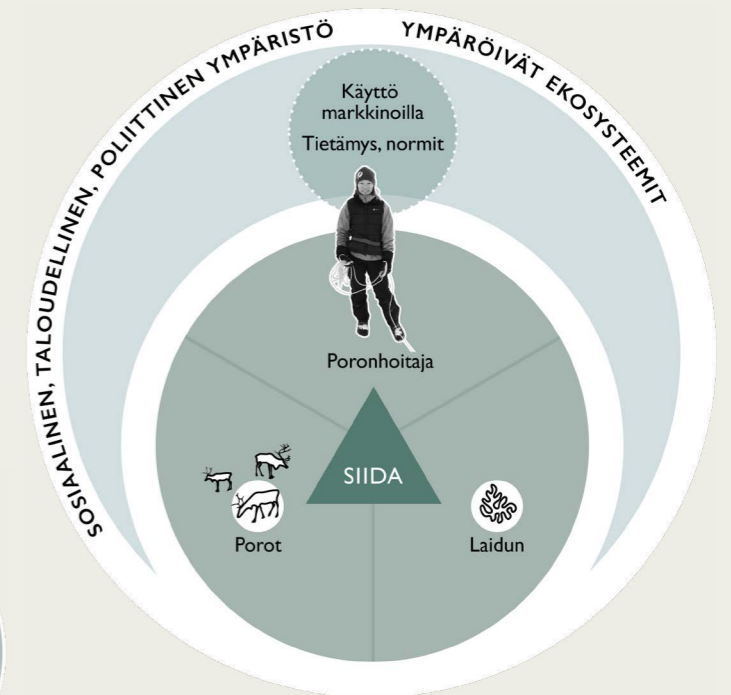 SOSIAALINEN, TALOUDELLINEN, POLIITTINEN YMPÄRISTÖ
YMPÄRÖIVÄT EKOSYSTEEMIT
Käyttö
markkinoilla
Tietämys, normit
Poronhoitaja
SIIDA
Porot
Laidun